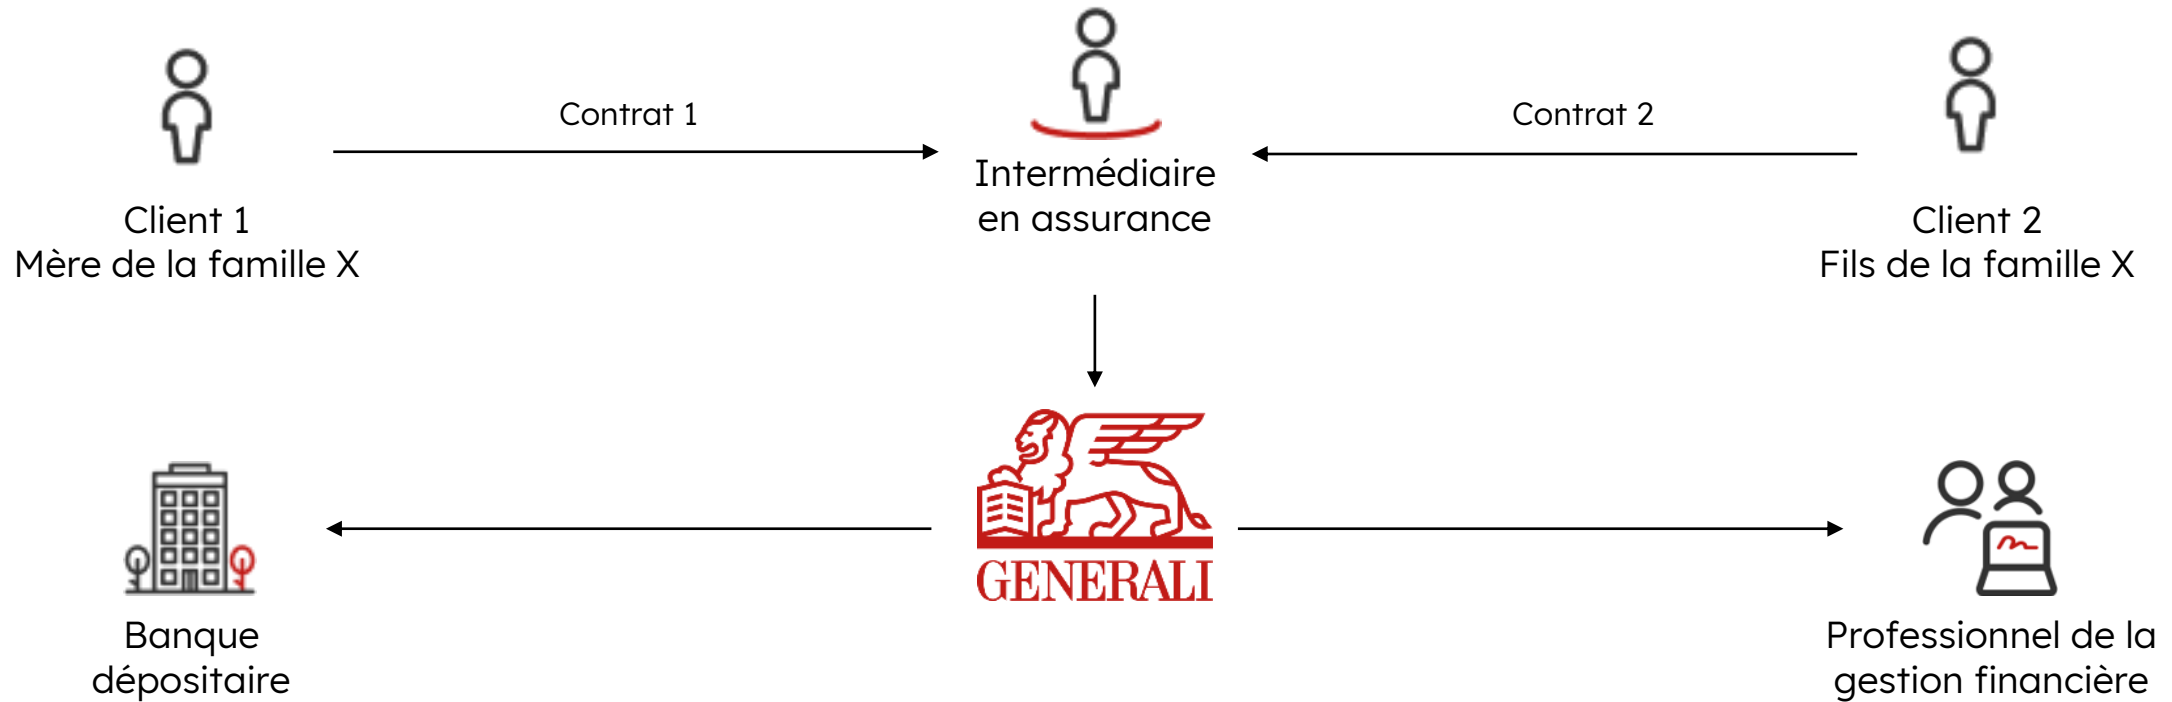 Contrat 1
Contrat 2
Intermédiaire
en assurance
Client 1
Mère de la famille X
Client 2
Fils de la famille X
GENERALI
Banque
dépositaire
Professionnel de la
gestion financière